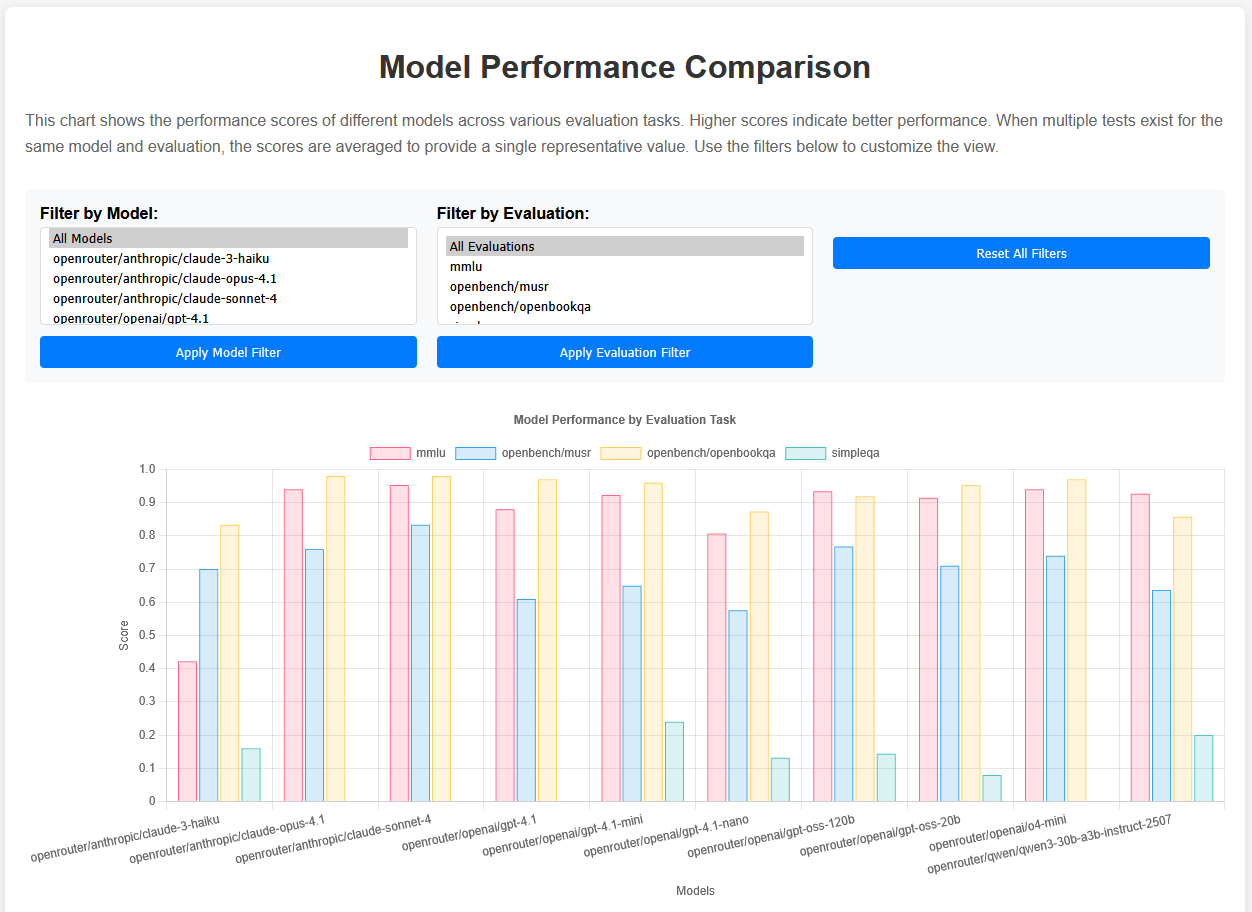 Model Performance Comparison
This chart shows the performance scores of different models across various evaluation tasks. Higher scores indicate better performance. When multiple tests exist for the
same model and evaluation, the scores are averaged to provide a single representative value. Use the filters below to customize the view.
Filter by Model:
All Models
openrouter/anthropic/claude-3-haiku
openrouter/anthropic/claude-opus-4.1
openrouter/anthropic/claude-sonnet-4
openrouter/openai/gpt-4.1
Apply Model Filter
Filter by Evaluation:
All Evaluations
mmlu
openbench/musr
openbench/openbookqa
Apply Evaluation Filter
Reset All Filters
Model Performance by Evaluation Task
mmlu
openbench/musr
openbench/openbookqa
simpleqa
1.0
0.9
0.8
0.7
0.6
0.5
0.4
0.3
0.2
0.1
0
Score
openrouter/anthropic/claude-3-haiku
openrouter/anthropic/claude-opus-4.1
openrouter/anthropic/claude-sonnet-4
openrouter/openai/gpt-4.1
openrouter/openai/gpt-4.1-mini
openrouter/openai/gpt-4.1-nano
openrouter/openai/gpt-oss-120b
openrouter/openai/gpt-oss-20b
openrouter/openai/o4-mini
openrouter/qwen/qwen3-30b-a3b-instruct-2507
Models